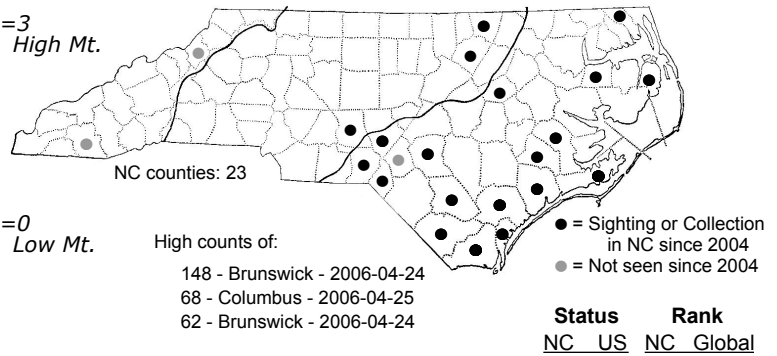 =3
High Mt.
NC counties: 23
=0
Low Mt.
High counts of:
148 - Brunswick - 2006-04-24
68 - Columbus - 2006-04-25
62 - Brunswick - 2006-04-24
= Sighting or Collection
in NC since 2004
= Not seen since 2004
Status Rank
NC US NC Global